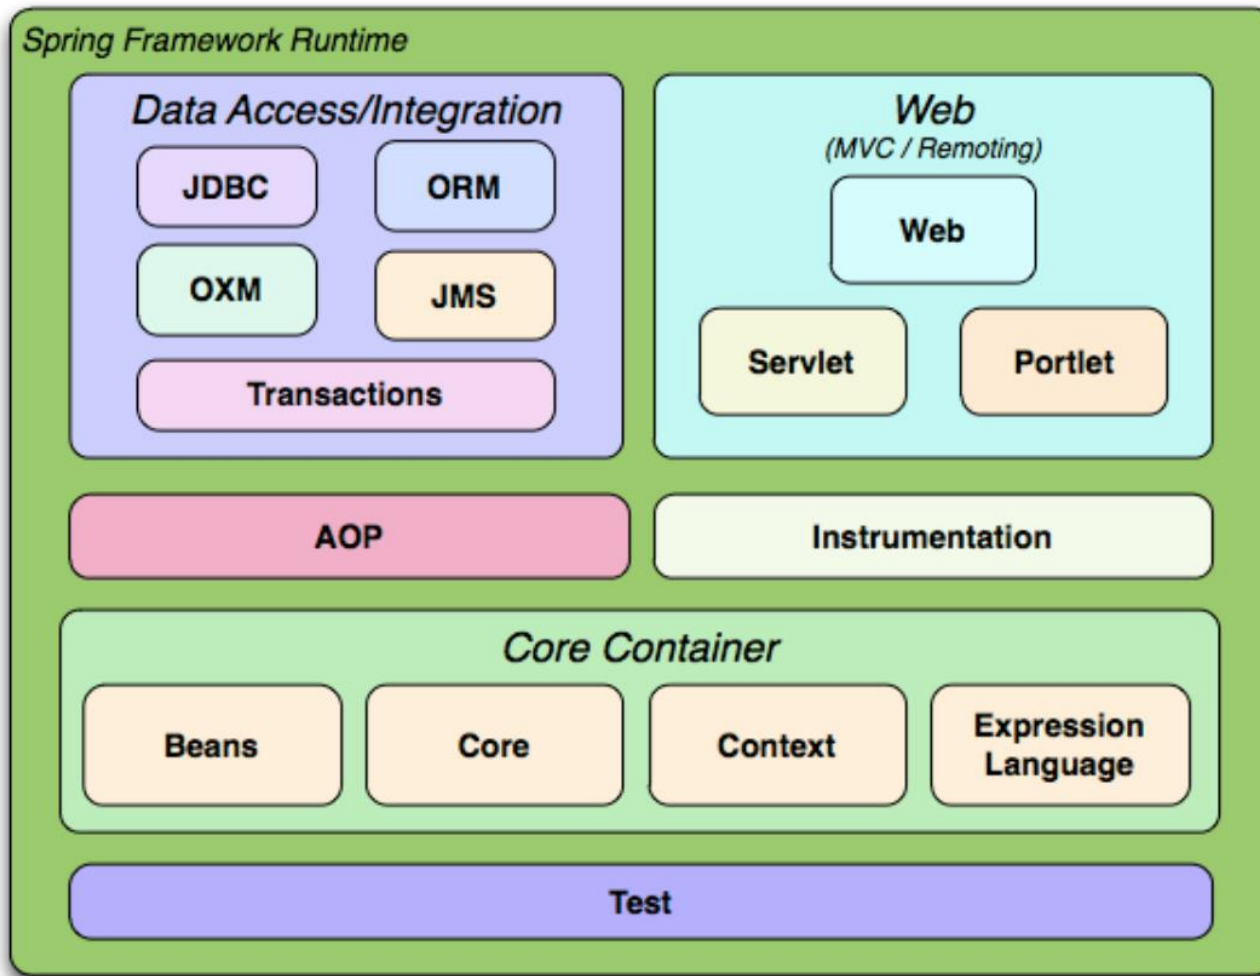 Spring Framework Runtime
Data Access/Integration
JDBC
ORM
OXM
JMS
Transactions
Web
(MVC / Remoting)
Web
Servlet
Portlet
AOP
Instrumentation
Core Container
Beans
Core
Context
Expression
Language
Test